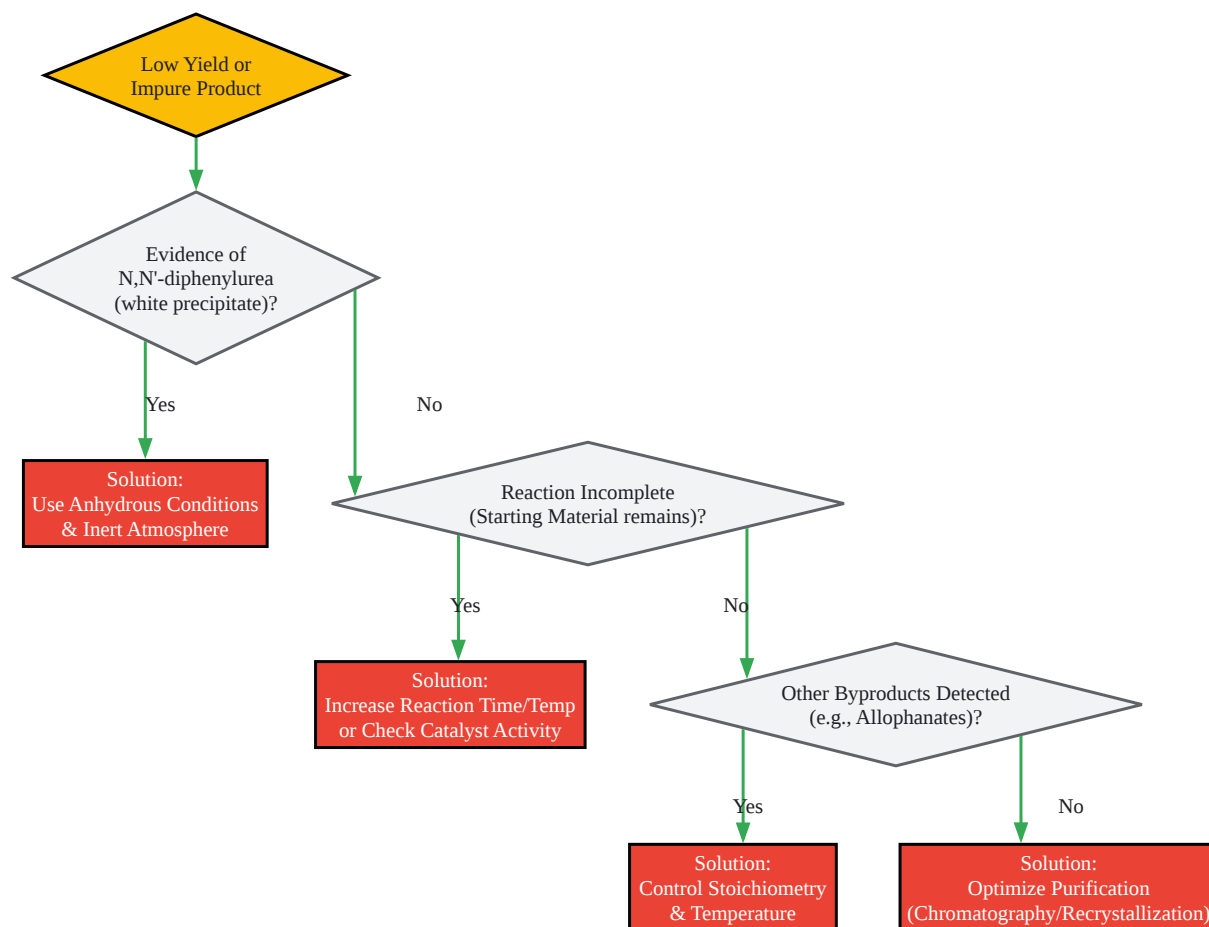 Low Yield or
Impure Product
Evidence of
N,N'-diphenylurea
(white precipitate)?
Yes
No
Solution:
Use Anhydrous Conditions
& Inert Atmosphere
Reaction Incomplete
(Starting Material remains)?
Yes
No
Solution:
Increase Reaction Time/Temp
or Check Catalyst Activity
Other Byproducts Detected
(e.g., Allophanates)?
Yes
No
Solution:
Control Stoichiometry
& Temperature
Solution:
Optimize Purification
(Chromatography/Recrystallization)